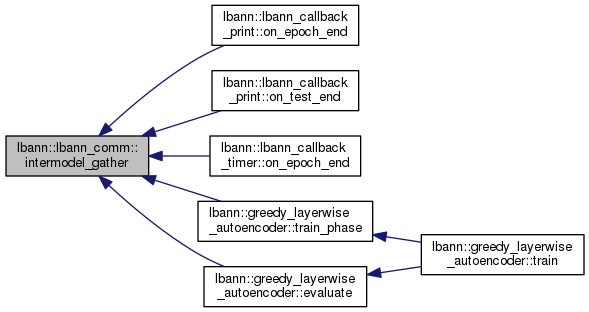 lbann::lbann_callback
_print::on_epoch_end
lbann::lbann_callback
_print::on_test_end
lbann::lbann_comm::
intermodel_gather
lbann::lbann_callback
_timer::on_epoch_end
lbann::greedy_layerwise
_autoencoder::train_phase
lbann::greedy_layerwise
_autoencoder::train
lbann::greedy_layerwise
_autoencoder::evaluate